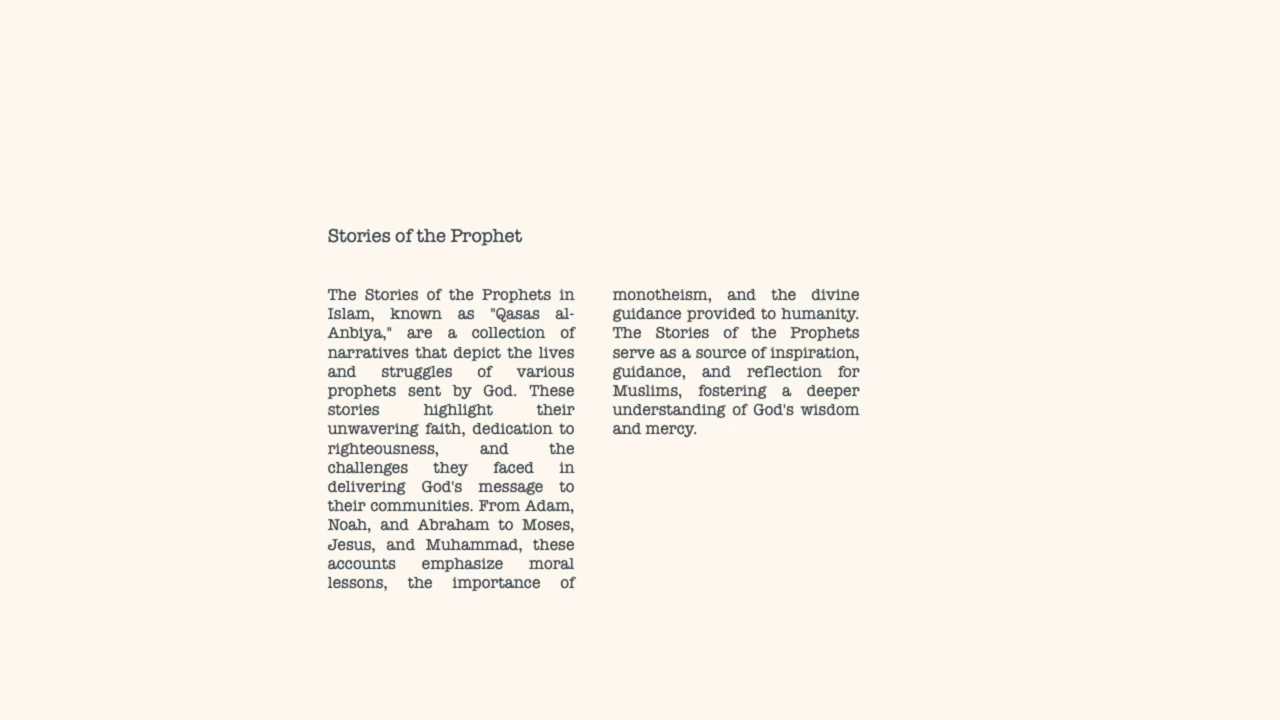 Stories of the Prophet
The Stories of the Prophets in
Islam, known as "Qasas al-
Anbiya," are a collection of
narratives that depict the lives
and struggles of various
prophets sent by God. These
stories highlight their
unwavering faith, dedication to
righteousness, and the
challenges they faced in
delivering God's message to
their communities. From Adam,
Noah, and Abraham to Moses,
Jesus, and Muhammad, these
accounts emphasize moral
lessons, the importance of
monotheism, and the divine
guidance provided to humanity.
The Stories of the Prophets
serve as a source of inspiration,
guidance, and reflection for
Muslims, fostering a deeper
understanding of God's wisdom
and mercy.